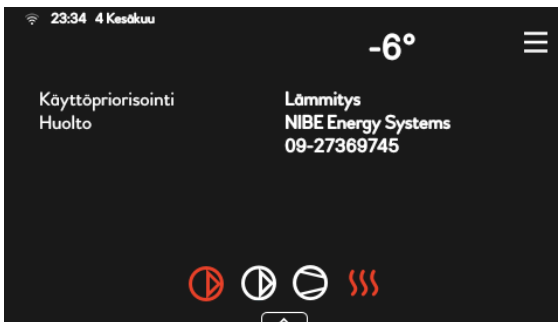 23:34 4 Kesäkuu
-6°
Käyttöpriorisointi Lämmitys
Huolto NIBE Energy Systems
09-27369745